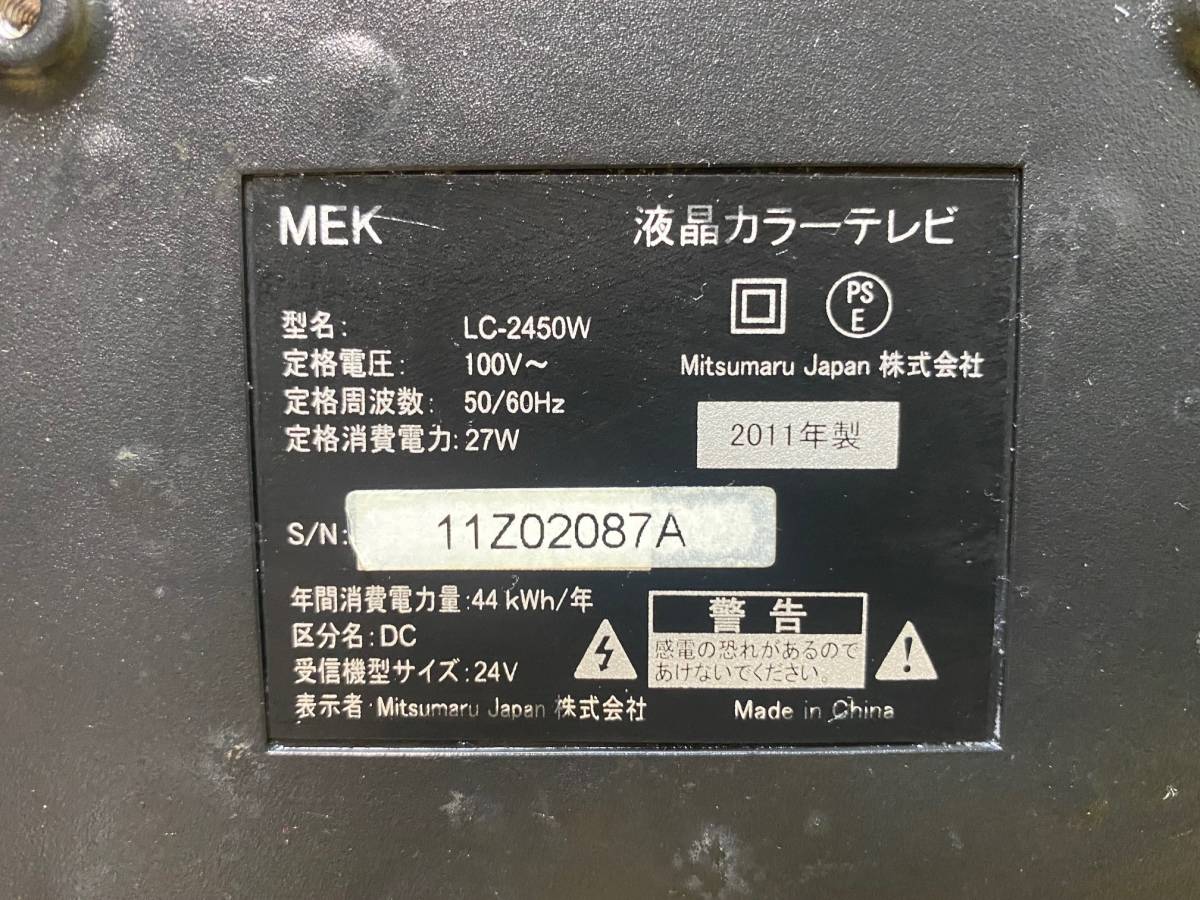 MEK 液晶カラーテレビ
型名: LC-2450W
定格電圧: 100V～
定格周波数: 50/60Hz
定格消費電力: 27W
PS
E
Mitsumaru Japan 株式会社
2011年製
S/N: 11Z02087A
年間消費電力量:44 kWh/年
区分名:DC
受信機型サイズ:24V
表示者:Mitsumaru Japan 株式会社
警告
感電の恐れがあるので
あけないでください。
Made in China